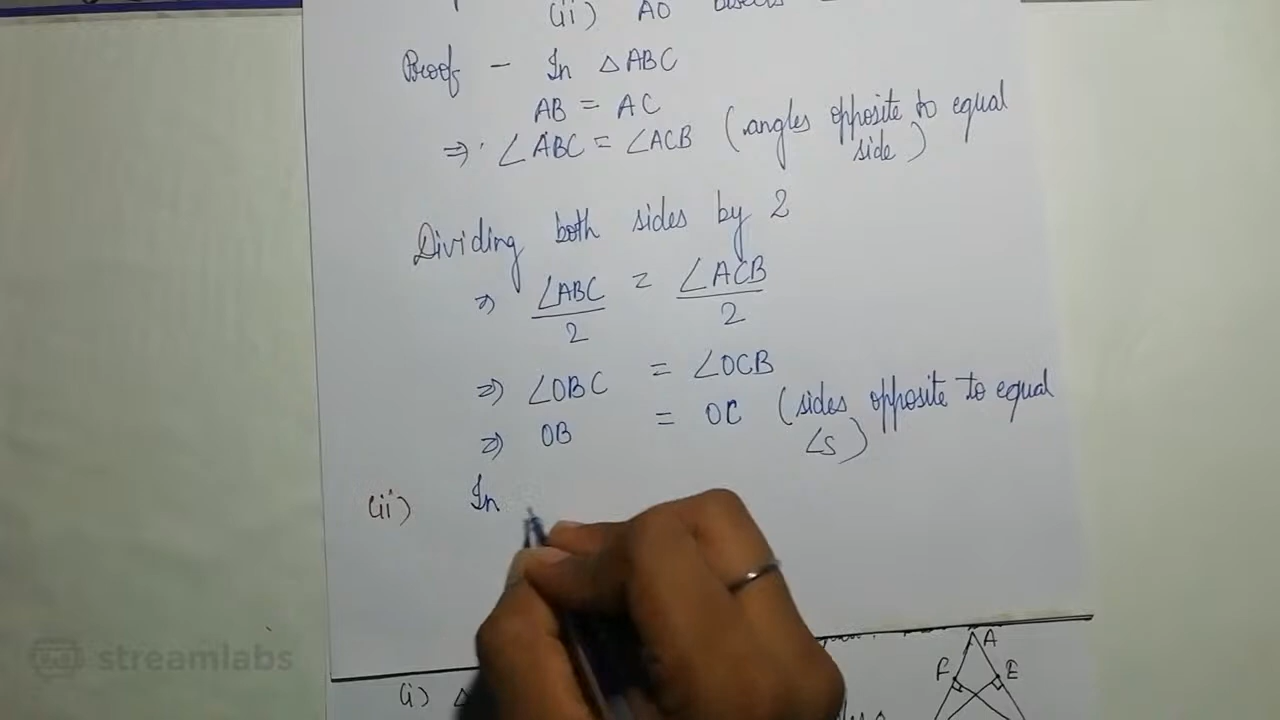 (ii) AO bisects
Proof - In △ABC
AB = AC
⇒ ∠ABC = ∠ACB (angles opposite to equal
side)
Dividing both sides by 2
⇒ ∠ABC/2 = ∠ACB/2
⇒ ∠OBC = ∠OCB
⇒ OB = OC (sides opposite to equal
∠s)
(ii) In
A
F E
(i) △
streamlabs